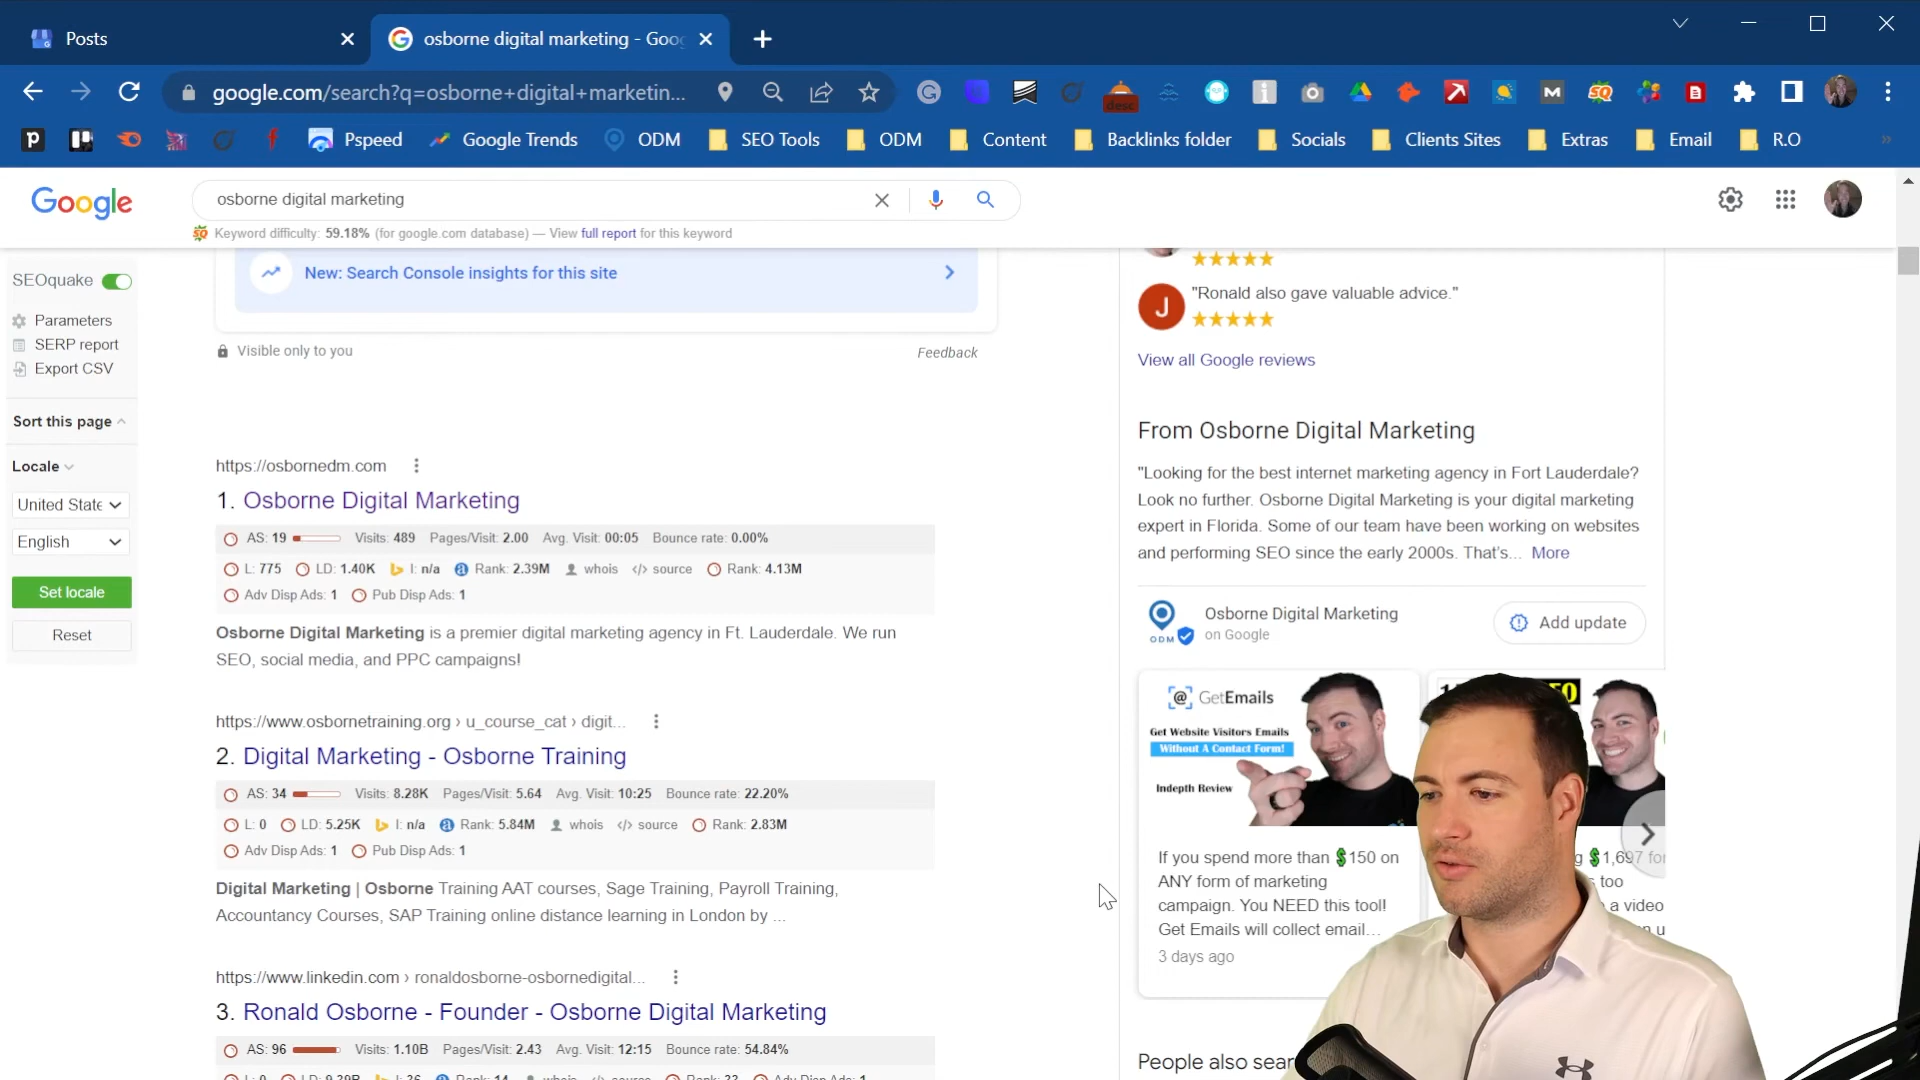 Posts
osborne digital marketing - Goo
google.com/search?q=osborne+digital+marketin...
desc
Pspeed
Google Trends
ODM
SEO Tools
ODM
Content
Backlinks folder
Socials
Clients Sites
Extras
Email
R.O
Google
osborne digital marketing
Keyword difficulty: 59.18% (for google.com database) — View full report for this keyword
SEOquake
Parameters
SERP report
Export CSV
Sort this page
Locale
United State
English
Set locale
Reset
New: Search Console insights for this site
Visible only to you
Feedback
https://osbornedm.com
1. Osborne Digital Marketing
AS: 19 Visits: 489 Pages/Visit: 2.00 Avg. Visit: 00:05 Bounce rate: 0.00%
L: 775 LD: 1.40K I: n/a Rank: 2.39M whois </> source Rank: 4.13M
Adv Disp Ads: 1 Pub Disp Ads: 1
Osborne Digital Marketing is a premier digital marketing agency in Ft. Lauderdale. We run
SEO, social media, and PPC campaigns!
https://www.osbornetraining.org › u_course_cat › digit...
2. Digital Marketing - Osborne Training
AS: 34 Visits: 8.28K Pages/Visit: 5.64 Avg. Visit: 10:25 Bounce rate: 22.20%
L: 0 LD: 5.25K I: n/a Rank: 5.84M whois </> source Rank: 2.83M
Adv Disp Ads: 1 Pub Disp Ads: 1
Digital Marketing | Osborne Training AAT courses, Sage Training, Payroll Training,
Accountancy Courses, SAP Training online distance learning in London by ...
https://www.linkedin.com › ronaldosborne-osbornedigital...
3. Ronald Osborne - Founder - Osborne Digital Marketing
AS: 96 Visits: 1.10B Pages/Visit: 2.43 Avg. Visit: 12:15 Bounce rate: 54.84%
J
"Ronald also gave valuable advice."
View all Google reviews
From Osborne Digital Marketing
"Looking for the best internet marketing agency in Fort Lauderdale?
Look no further. Osborne Digital Marketing is your digital marketing
expert in Florida. Some of our team have been working on websites
and performing SEO since the early 2000s. That's... More
ODM
Osborne Digital Marketing
on Google
Add update
GetEmails
Get Website Visitors Emails
Without A Contact Form!
Indepth Review
If you spend more than $150 on
ANY form of marketing
campaign. You NEED this tool!
Get Emails will collect email...
3 days ago
$1,697 for
too
a video
People also sear